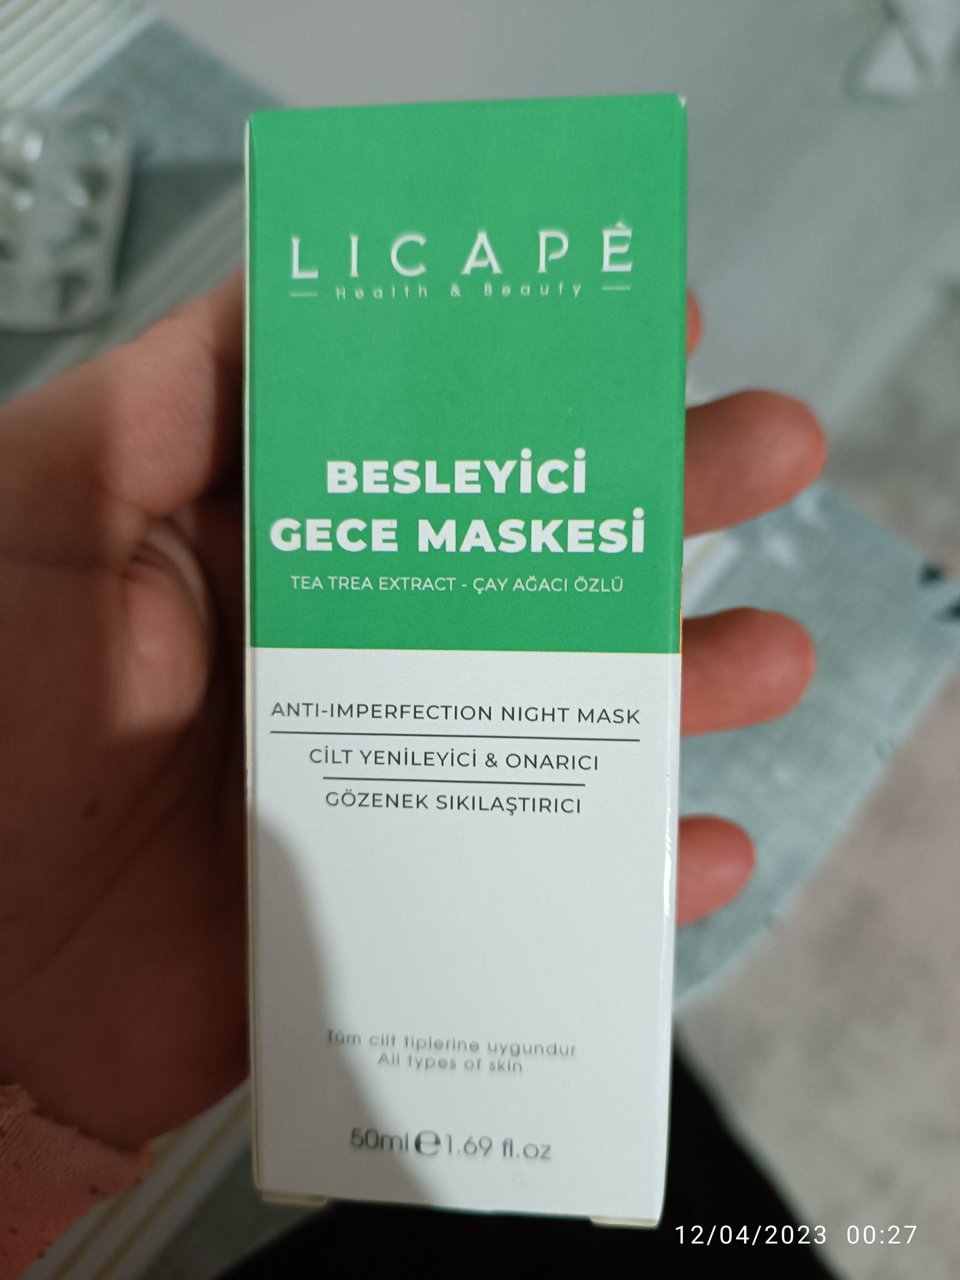 LICAPÈ
Health & Beauty
BESLEYİCİ
GECE MASKESİ
TEA TREA EXTRACT - ÇAY AĞACI ÖZLÜ
ANTI-IMPERFECTION NIGHT MASK
CİLT YENİLEYİCİ & ONARICI
GÖZENEK SIKILAŞTIRICI
Tüm cilt tiplerine uygundur
All types of skin
50ml e 1.69 fl.oz
12/04/2023 00:27